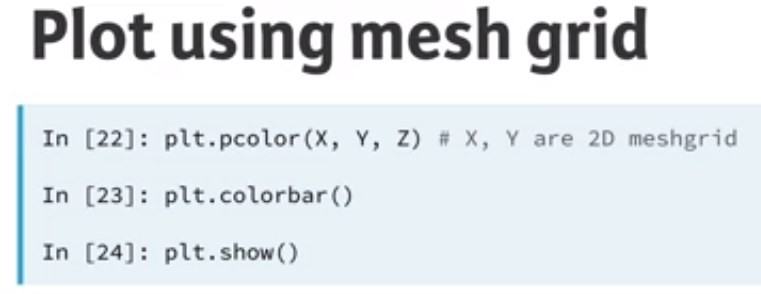 Plot using mesh grid
In [22]: plt.pcolor(X, Y, Z) # X, Y are 2D meshgrid
In [23]: plt.colorbar()
In [24]: plt.show()